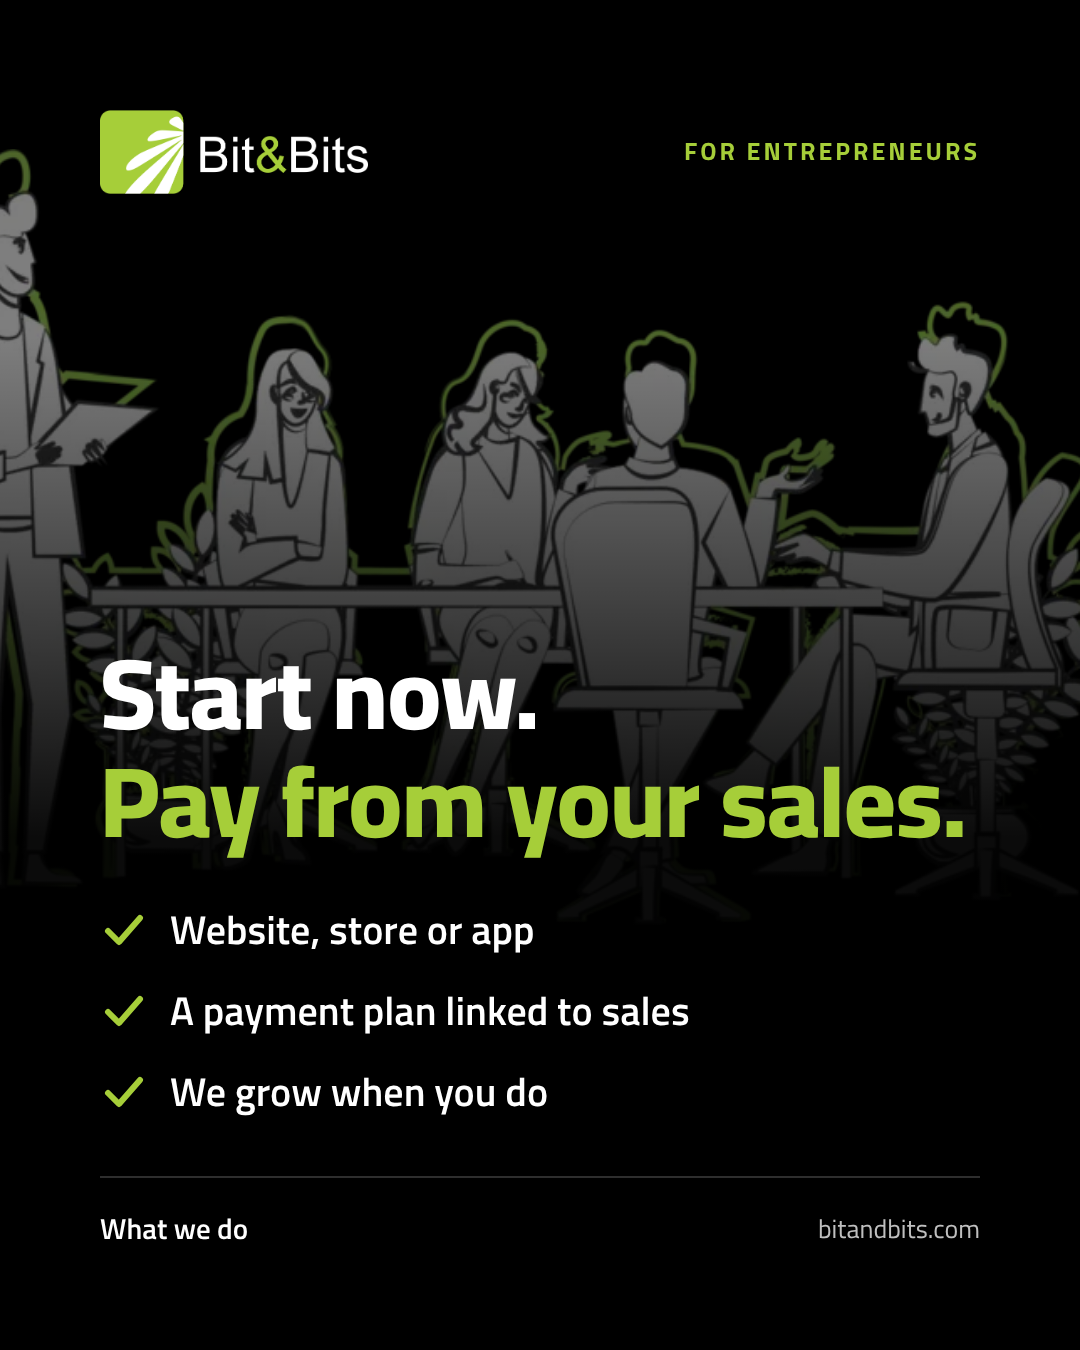 Bit&Bits
FOR ENTREPRENEURS
Start now.
Pay from your sales.
Website, store or app
A payment plan linked to sales
We grow when you do
What we do
bitandbits.com